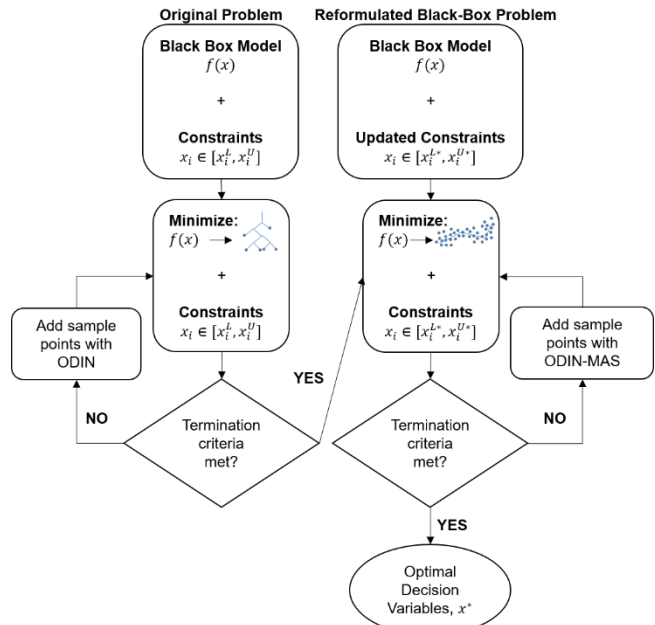 Original Problem
Black Box Model
f(x)
+
Constraints
x_i ∈ [x_i^L, x_i^U]
Minimize:
f(x)
+
Constraints
x_i ∈ [x_i^L, x_i^U]
Add sample
points with
ODIN
NO
Termination
criteria
met?
YES
Reformulated Black-Box Problem
Black Box Model
f(x)
+
Updated Constraints
x_i ∈ [x_i^{L*}, x_i^{U*}]
Minimize:
f(x)
+
Constraints
x_i ∈ [x_i^{L*}, x_i^{U*}]
Add sample
points with
ODIN-MAS
NO
Termination
criteria
met?
YES
Optimal
Decision
Variables, x*